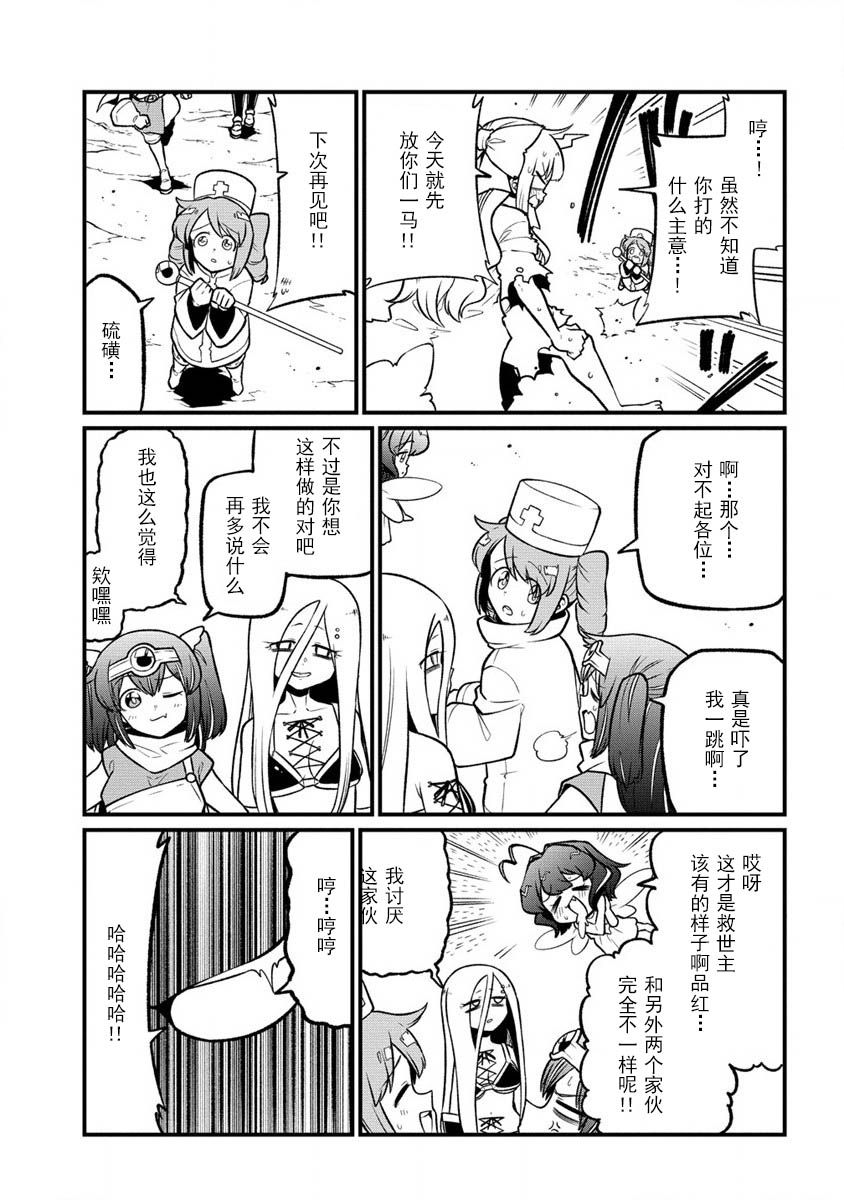 哼…！
虽然不知道
你打的
什么主意…！
今天就先
放你们一马!!
下次再见吧!!
硫磺…
啊…那个…
对不起各位…
真是吓了
我一跳啊…
不过是你想
这样做的对吧
我不会
再多说什么
我也这么觉得
欸嘿嘿
哎呀
这才是救世主
该有的样子啊品红…
和另外两个家伙
完全不一样呢!!
我讨厌
这家伙
哼…哼哼
哈哈哈哈哈!!